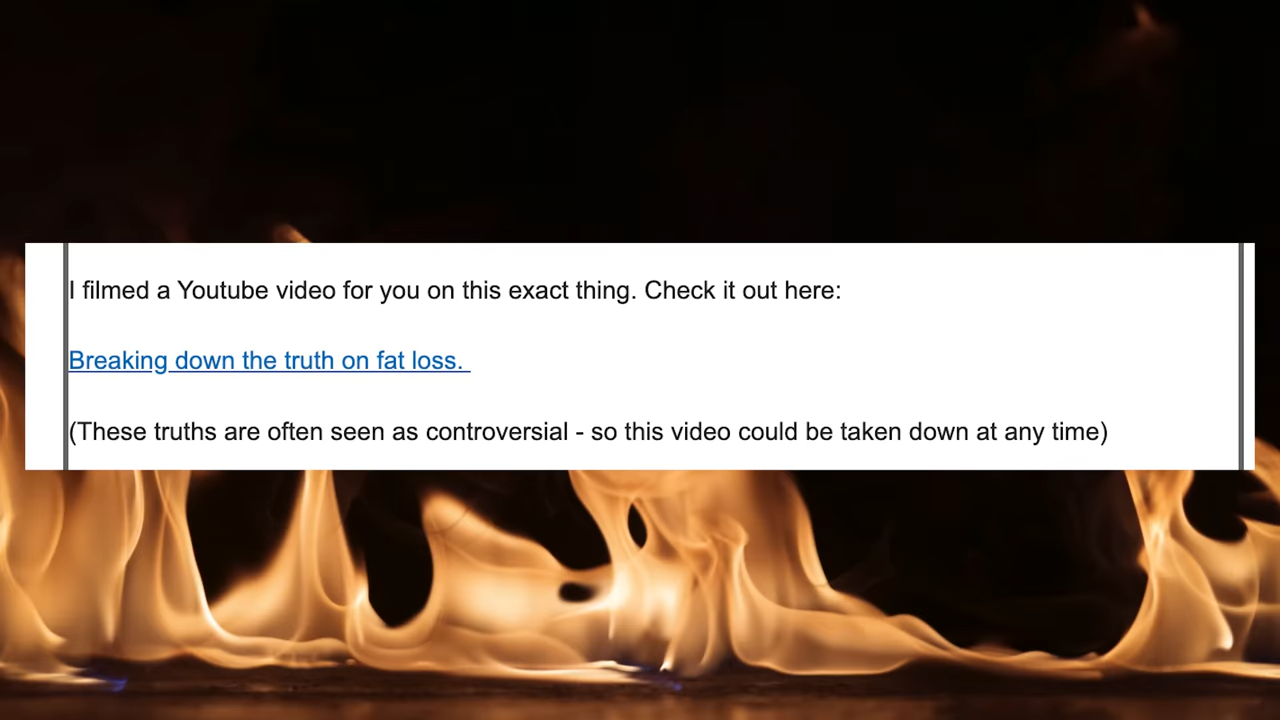 I filmed a Youtube video for you on this exact thing. Check it out here:
Breaking down the truth on fat loss.
(These truths are often seen as controversial - so this video could be taken down at any time)